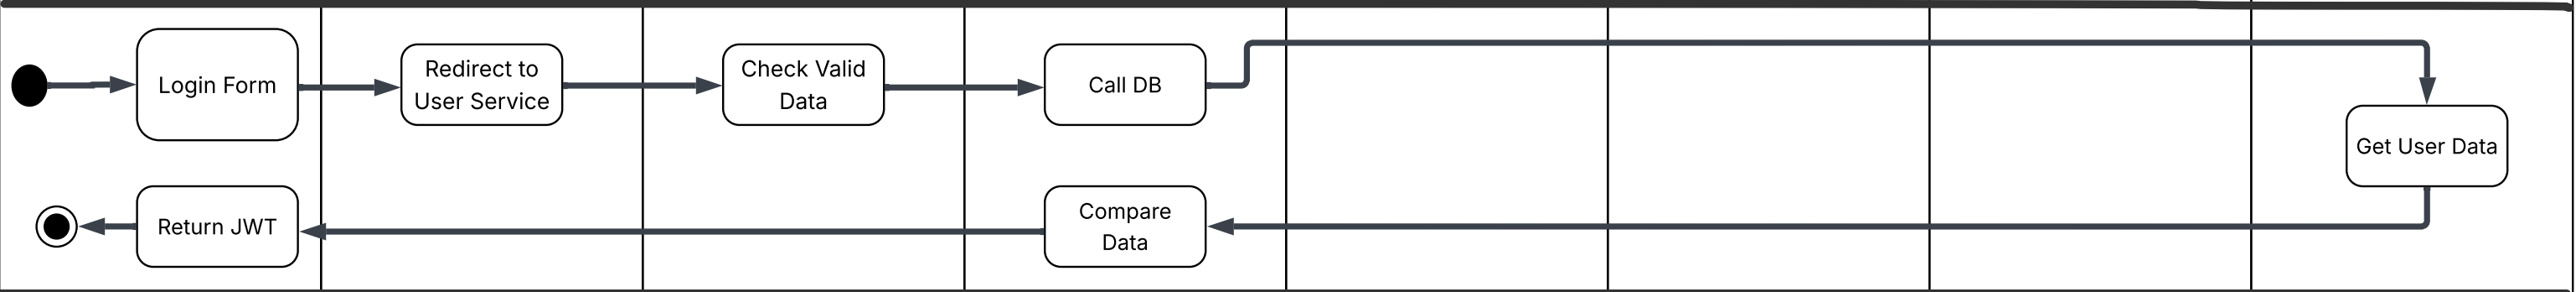 Login Form
Redirect to
User Service
Check Valid
Data
Call DB
Get User Data
Return JWT
Compare
Data